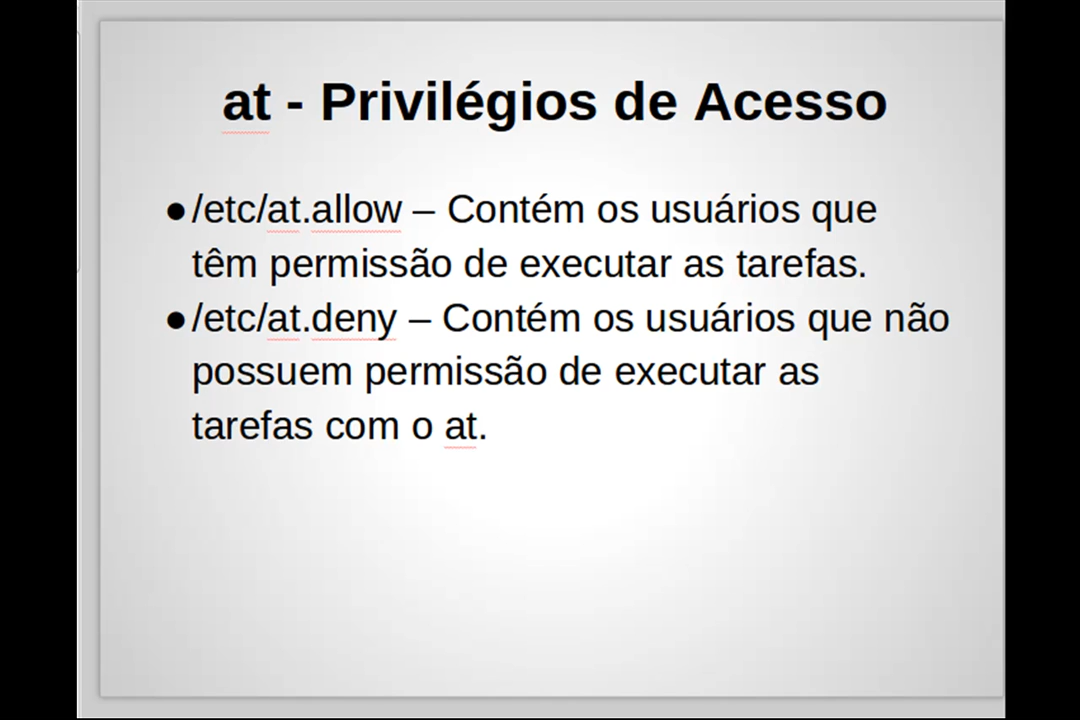 at - Privilégios de Acesso
●/etc/at.allow – Contém os usuários que
têm permissão de executar as tarefas.
●/etc/at.deny – Contém os usuários que não
possuem permissão de executar as
tarefas com o at.